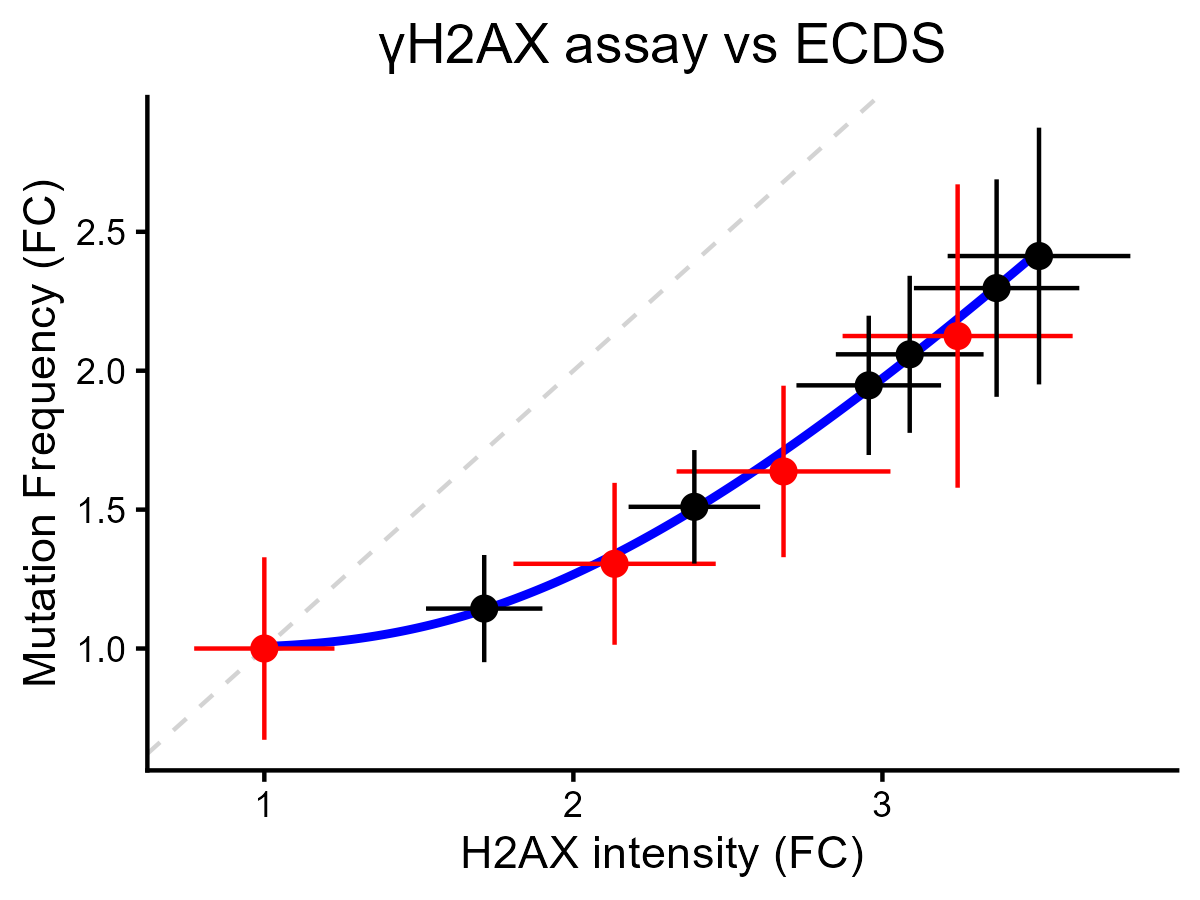 γH2AX assay vs ECDS
Mutation Frequency (FC)
2.5
2.0
1.5
1.0
1
2
3
H2AX intensity (FC)